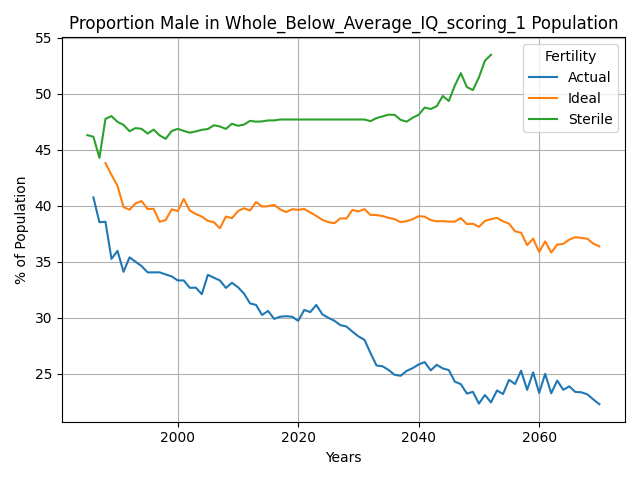 Proportion Male in Whole_Below_Average_IQ_scoring_1 Population
% of Population
55
50
45
40
35
30
25
Fertility
Actual
Ideal
Sterile
2000
2020
2040
2060
Years